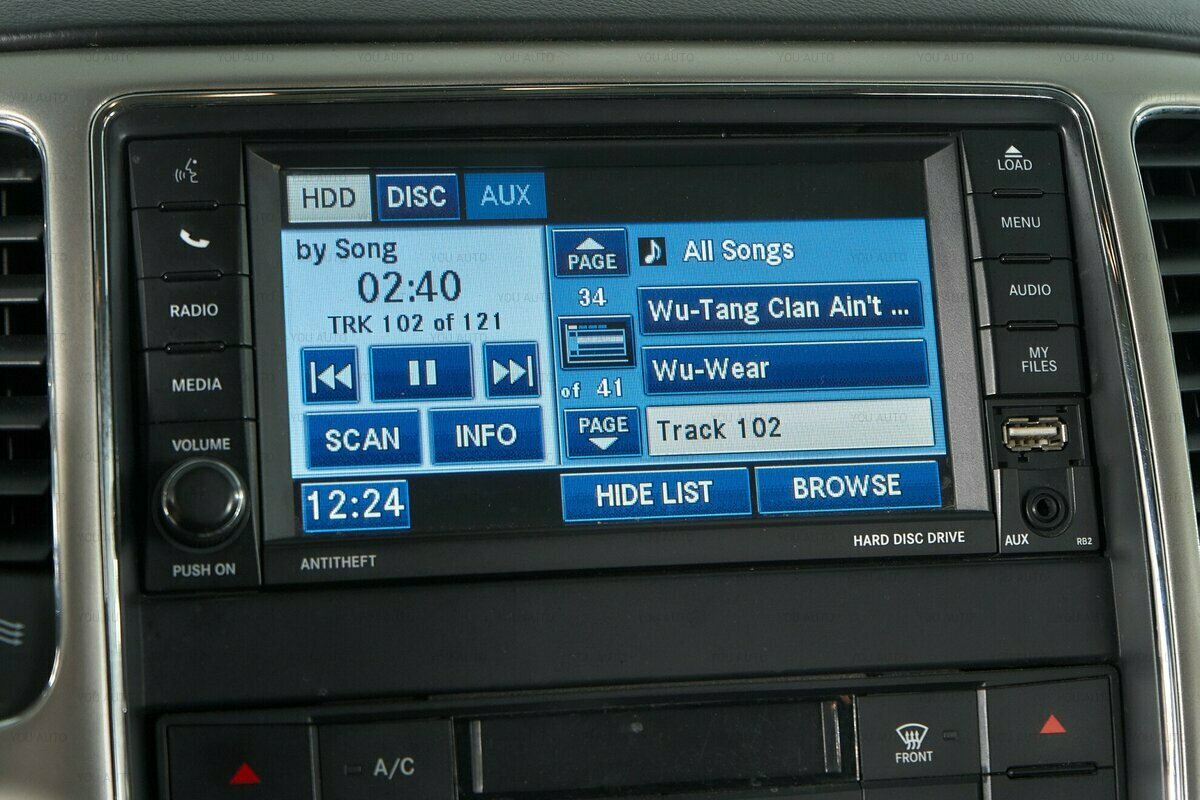 HDD DISC AUX
by Song
02:40
TRK 102 of 121
SCAN INFO
12:24
PAGE
34
of 41
PAGE
All Songs
Wu-Tang Clan Ain't ...
Wu-Wear
Track 102
HIDE LIST BROWSE
RADIO
MEDIA
VOLUME
PUSH ON
ANTITHEFT
HARD DISC DRIVE
LOAD
MENU
AUDIO
MY
FILES
AUX RB2
A/C
FRONT
YOU AUTO